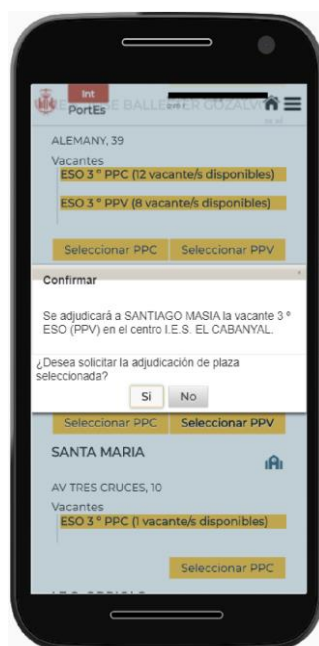 Int
PortEs
ALEMANY, 39
Vacantes
ESO 3 º PPC (12 vacante/s disponibles)
ESO 3 º PPV (8 vacante/s disponibles)
Seleccionar PPC
Seleccionar PPV
Confirmar
Se adjudicará a SANTIAGO MASIA la vacante 3 º
ESO (PPV) en el centro I.E.S. EL CABANYAL.
¿Desea solicitar la adjudicación de plaza
seleccionada?
Si
No
Seleccionar PPC
Seleccionar PPV
SANTA MARIA
AV TRES CRUCES, 10
Vacantes
ESO 3 º PPC (1 vacante/s disponibles)
Seleccionar PPC